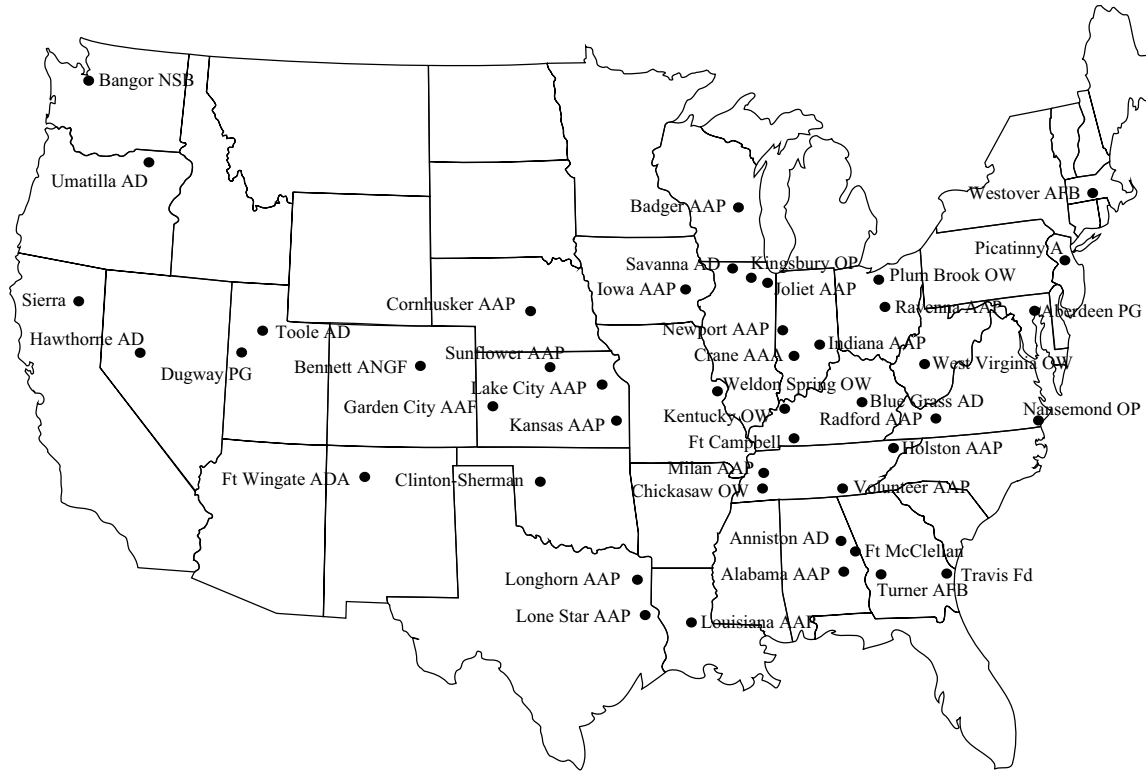 Bangor NSB
Umatilla AD
Westover AFB
Badger AAP
Picatinny A
Savanna AD
Kingsbury OP
Plum Brook OW
Iowa AAP
Joliet AAP
Sierra
Cornhusker AAP
Ravenna AAP
Aberdeen PG
Hawthorne AD
Toole AD
Newport AAP
Indiana AAP
Sunflower AAP
Crane AAA
Dugway PG
Bennett ANGF
West Virginia OW
Lake City AAP
Weldon Spring OW
Garden City AAF
Blue Grass AD
Nansemond OP
Kansas AAP
Kentucky OW
Radford AAP
Ft Campbell
Holston AAP
Ft Wingate ADA
Clinton-Sherman
Milan AAP
Chickasaw OW
Volunteer AAP
Anniston AD
Ft McClellan
Longhorn AAP
Alabama AAP
Travis Fd
Turner AFB
Lone Star AAP
Louisiana AAP